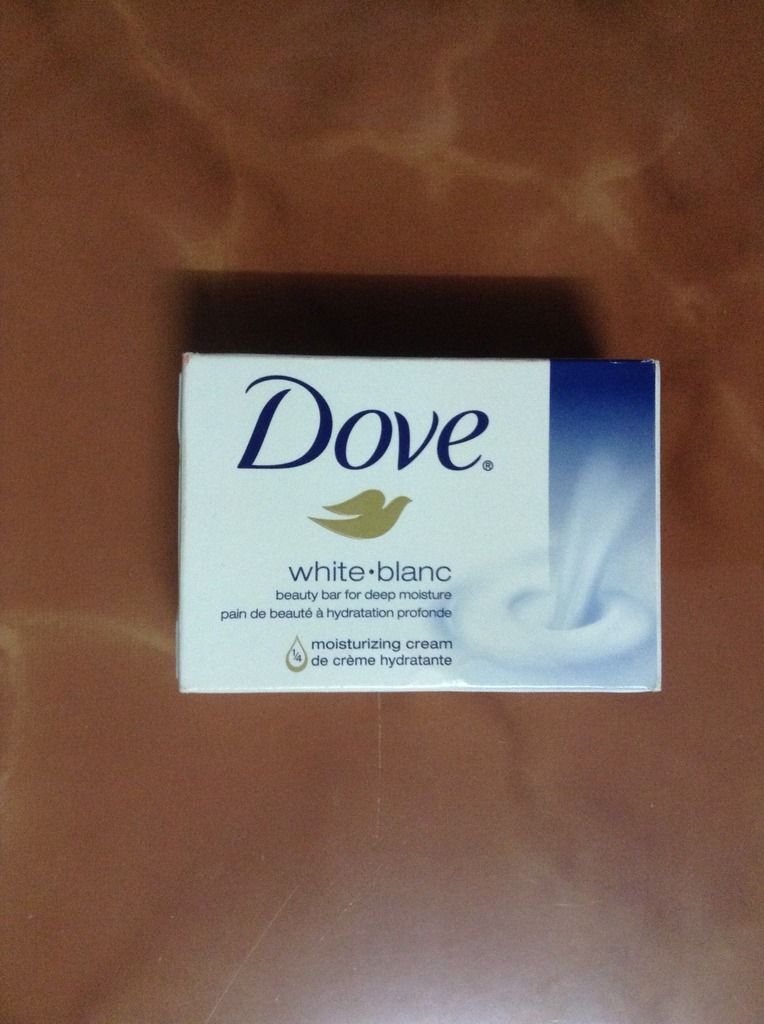 Dove®
white•blanc
beauty bar for deep moisture
pain de beauté à hydratation profonde
¼ moisturizing cream
de crème hydratante